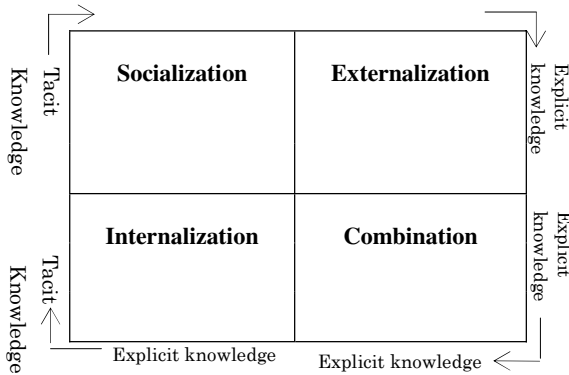 Socialization
Externalization
Tacit
Knowledge
Explicit
knowledge
Internalization
Combination
Tacit
Knowledge
Explicit
knowledge
Explicit knowledge
Explicit knowledge